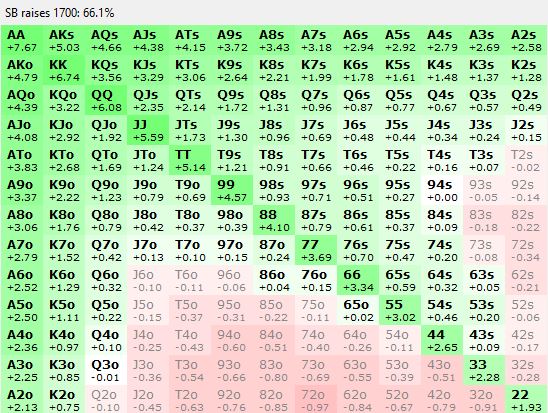 SB raises 1700: 66.1%
AA AKs AQs AJs ATs A9s A8s A7s A6s A5s A4s A3s A2s
+7.67 +5.03 +4.66 +4.38 +4.15 +3.72 +3.43 +3.18 +2.94 +2.92 +2.79 +2.69 +2.58
AKo KK KQs KJs KTs K9s K8s K7s K6s K5s K4s K3s K2s
+4.79 +6.74 +3.56 +3.29 +3.06 +2.64 +2.21 +1.99 +1.78 +1.61 +1.48 +1.37 +1.28
AQo KQo QQ QJs QTs Q9s Q8s Q7s Q6s Q5s Q4s Q3s Q2s
+4.39 +3.22 +6.08 +2.35 +2.14 +1.72 +1.31 +0.96 +0.87 +0.77 +0.67 +0.57 +0.49
AJo KJo QJo JJ JTs J9s J8s J7s J6s J5s J4s J3s J2s
+4.08 +2.92 +1.92 +5.59 +1.73 +1.30 +0.96 +0.69 +0.48 +0.44 +0.34 +0.24 +0.15
ATo KTo QTo JTo TT T9s T8s T7s T6s T5s T4s T3s T2s
+3.83 +2.68 +1.69 +1.24 +5.14 +1.21 +0.91 +0.66 +0.46 +0.22 +0.16 +0.07 -0.02
A9o K9o Q9o J9o T9o 99 98s 97s 96s 95s 94s 93s 92s
+3.37 +2.22 +1.23 +0.79 +0.69 +4.57 +0.93 +0.71 +0.51 +0.27 +0.00 -0.05 -0.14
A8o K8o Q8o J8o T8o 98o 88 87s 86s 85s 84s 83s 82s
+3.06 +1.76 +0.79 +0.42 +0.37 +0.39 +4.10 +0.79 +0.61 +0.37 +0.09 -0.18 -0.22
A7o K7o Q7o J7o T7o 97o 87o 77 76s 75s 74s 73s 72s
+2.79 +1.52 +0.42 +0.13 +0.10 +0.15 +0.24 +3.69 +0.70 +0.47 +0.20 -0.08 -0.34
A6o K6o Q6o J6o T6o 96o 86o 76o 66 65s 64s 63s 62s
+2.52 +1.29 +0.32 -0.10 -0.11 -0.06 +0.04 +0.15 +3.34 +0.59 +0.32 +0.05 -0.21
A5o K5o Q5o J5o T5o 95o 85o 75o 65o 55 54s 53s 52s
+2.50 +1.11 +0.22 -0.15 -0.37 -0.31 -0.22 -0.11 +0.02 +3.02 +0.46 +0.20 -0.06
A4o K4o Q4o J4o T4o 94o 84o 74o 64o 54o 44 43s 42s
+2.36 +0.97 +0.10 -0.25 -0.43 -0.60 -0.51 -0.40 -0.26 -0.11 +2.65 +0.09 -0.17
A3o K3o Q3o J3o T3o 93o 83o 73o 63o 53o 43o 33 32s
+2.25 +0.85 -0.01 -0.36 -0.54 -0.66 -0.80 -0.69 -0.55 -0.39 -0.51 +2.28 -0.28
A2o K2o Q2o J2o T2o 92o 82o 72o 62o 52o 42o 32o 22
+2.13 +0.75 -0.10 -0.45 -0.63 -0.76 -0.85 -0.97 -0.84 -0.67 -0.79 -0.91 +1.92